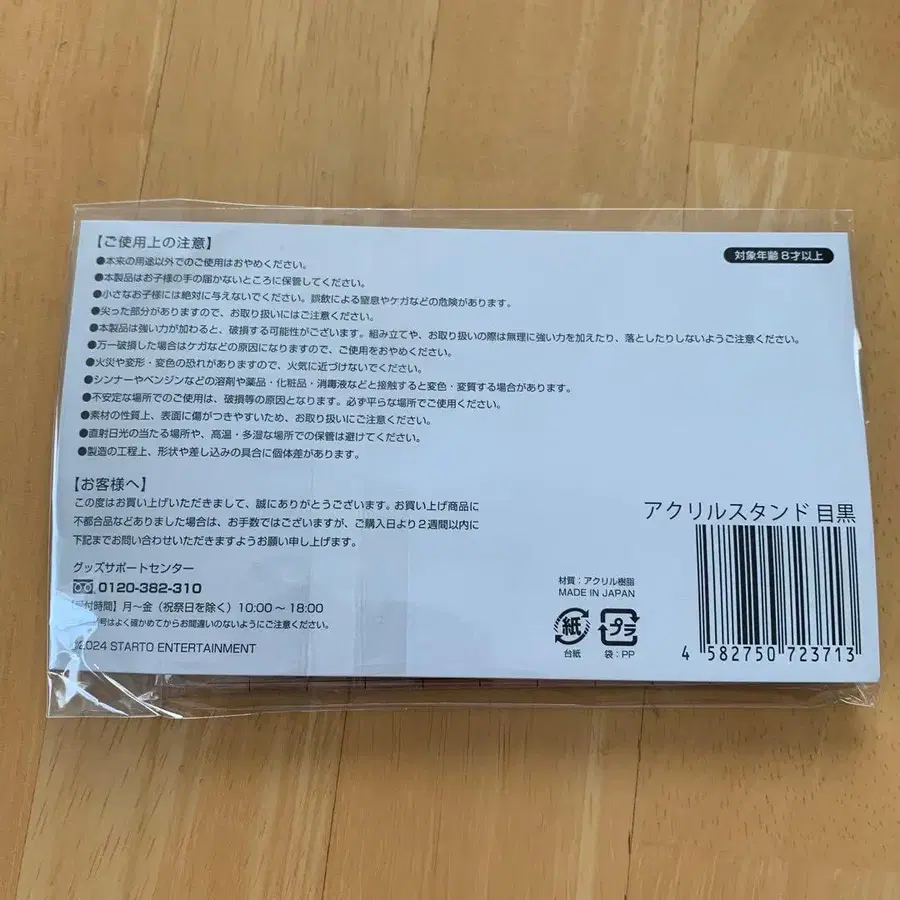 【ご使用上の注意】
対象年齢8才以上
●本来の用途以外でのご使用はおやめください。
●本製品はお子様の手の届かないところに保管してください。
●小さなお子様には絶対に与えないでください。誤飲による窒息やケガなどの危険があります。
●尖った部分がありますので、お取り扱いにはご注意ください。
●本製品は強い力が加わると、破損する可能性がございます。組み立てや、お取り扱いの際は無理に強い力を加えたり、落としたりしないようご注意ください。
●万一破損した場合はケガなどの原因になりますので、ご使用をおやめください。
●火災や変形・変色の恐れがありますので、火気に近づけないでください。
●シンナーやベンジンなどの溶剤や薬品・化粧品・消毒液などと接触すると変色・変質する場合があります。
●不安定な場所でのご使用は、破損等の原因となります。必ず平らな場所でご使用ください。
●素材の性質上、表面に傷がつきやすいため、お取り扱いにご注意ください。
●直射日光の当たる場所や、高温・多湿な場所での保管は避けてください。
●製造の工程上、形状や差し込みの具合に個体差があります。
【お客様へ】
この度はお買い上げいただきまして、誠にありがとうございます。お買い上げ商品に
不都合品などありました場合は、お手数ではございますが、ご購入日より2週間以内に
下記までお問い合わせいただきますようお願い申し上げます。
グッズサポートセンター
0120-382-310
付時間】月〜金(祝祭日を除く)10:00〜18:00
号はよく確かめてからお間違いのないようにご注意ください。
©2024 STARTO ENTERTAINMENT
アクリルスタンド 目黒
材質:アクリル樹脂
MADE IN JAPAN
紙
プラ
台紙
袋:PP
4 582750 723713